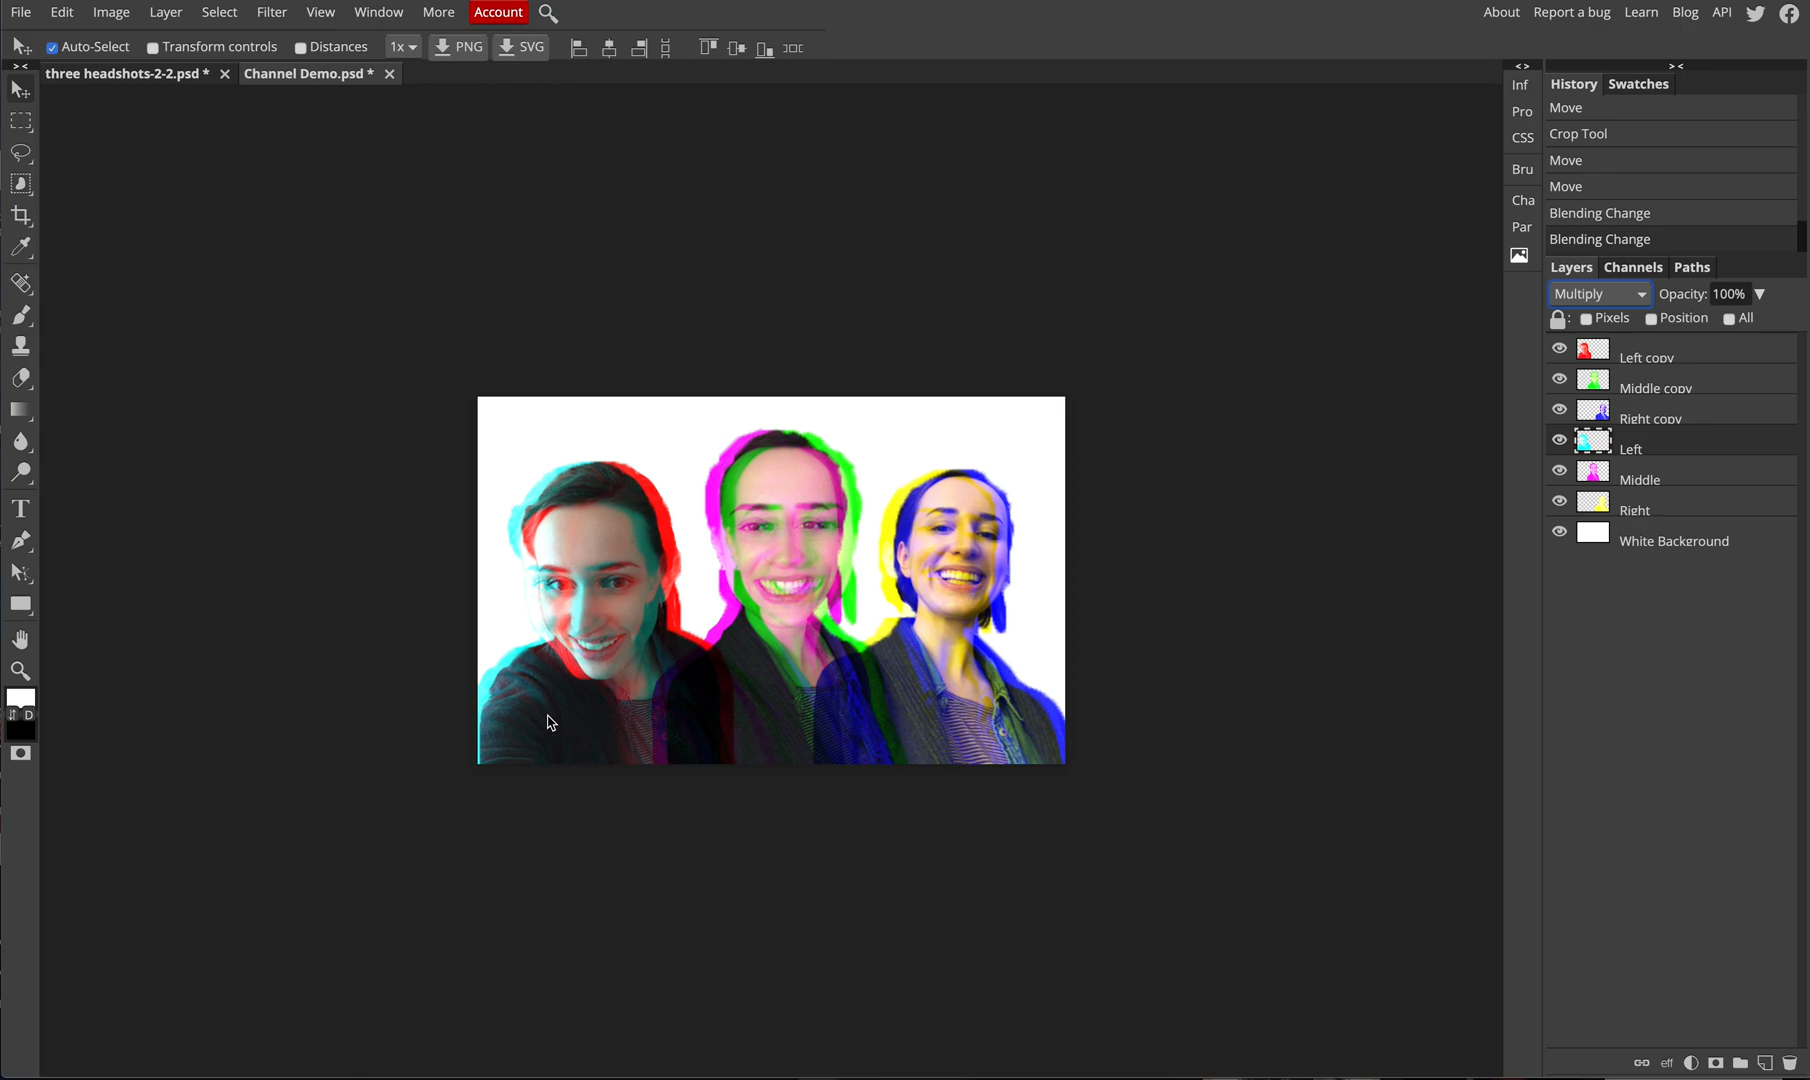 File Edit Image Layer Select Filter View Window More Account About Report a bug Learn Blog API
Auto-Select Transform controls Distances 1x PNG SVG
three headshots-2-2.psd * Channel Demo.psd *
Inf
Pro
CSS
Bru
Cha
Par
History Swatches
Move
Crop Tool
Move
Move
Blending Change
Blending Change
Layers Channels Paths
Multiply Opacity: 100%
: Pixels Position All
Left copy
Middle copy
Right copy
Left
Middle
Right
White Background
T
D
eff